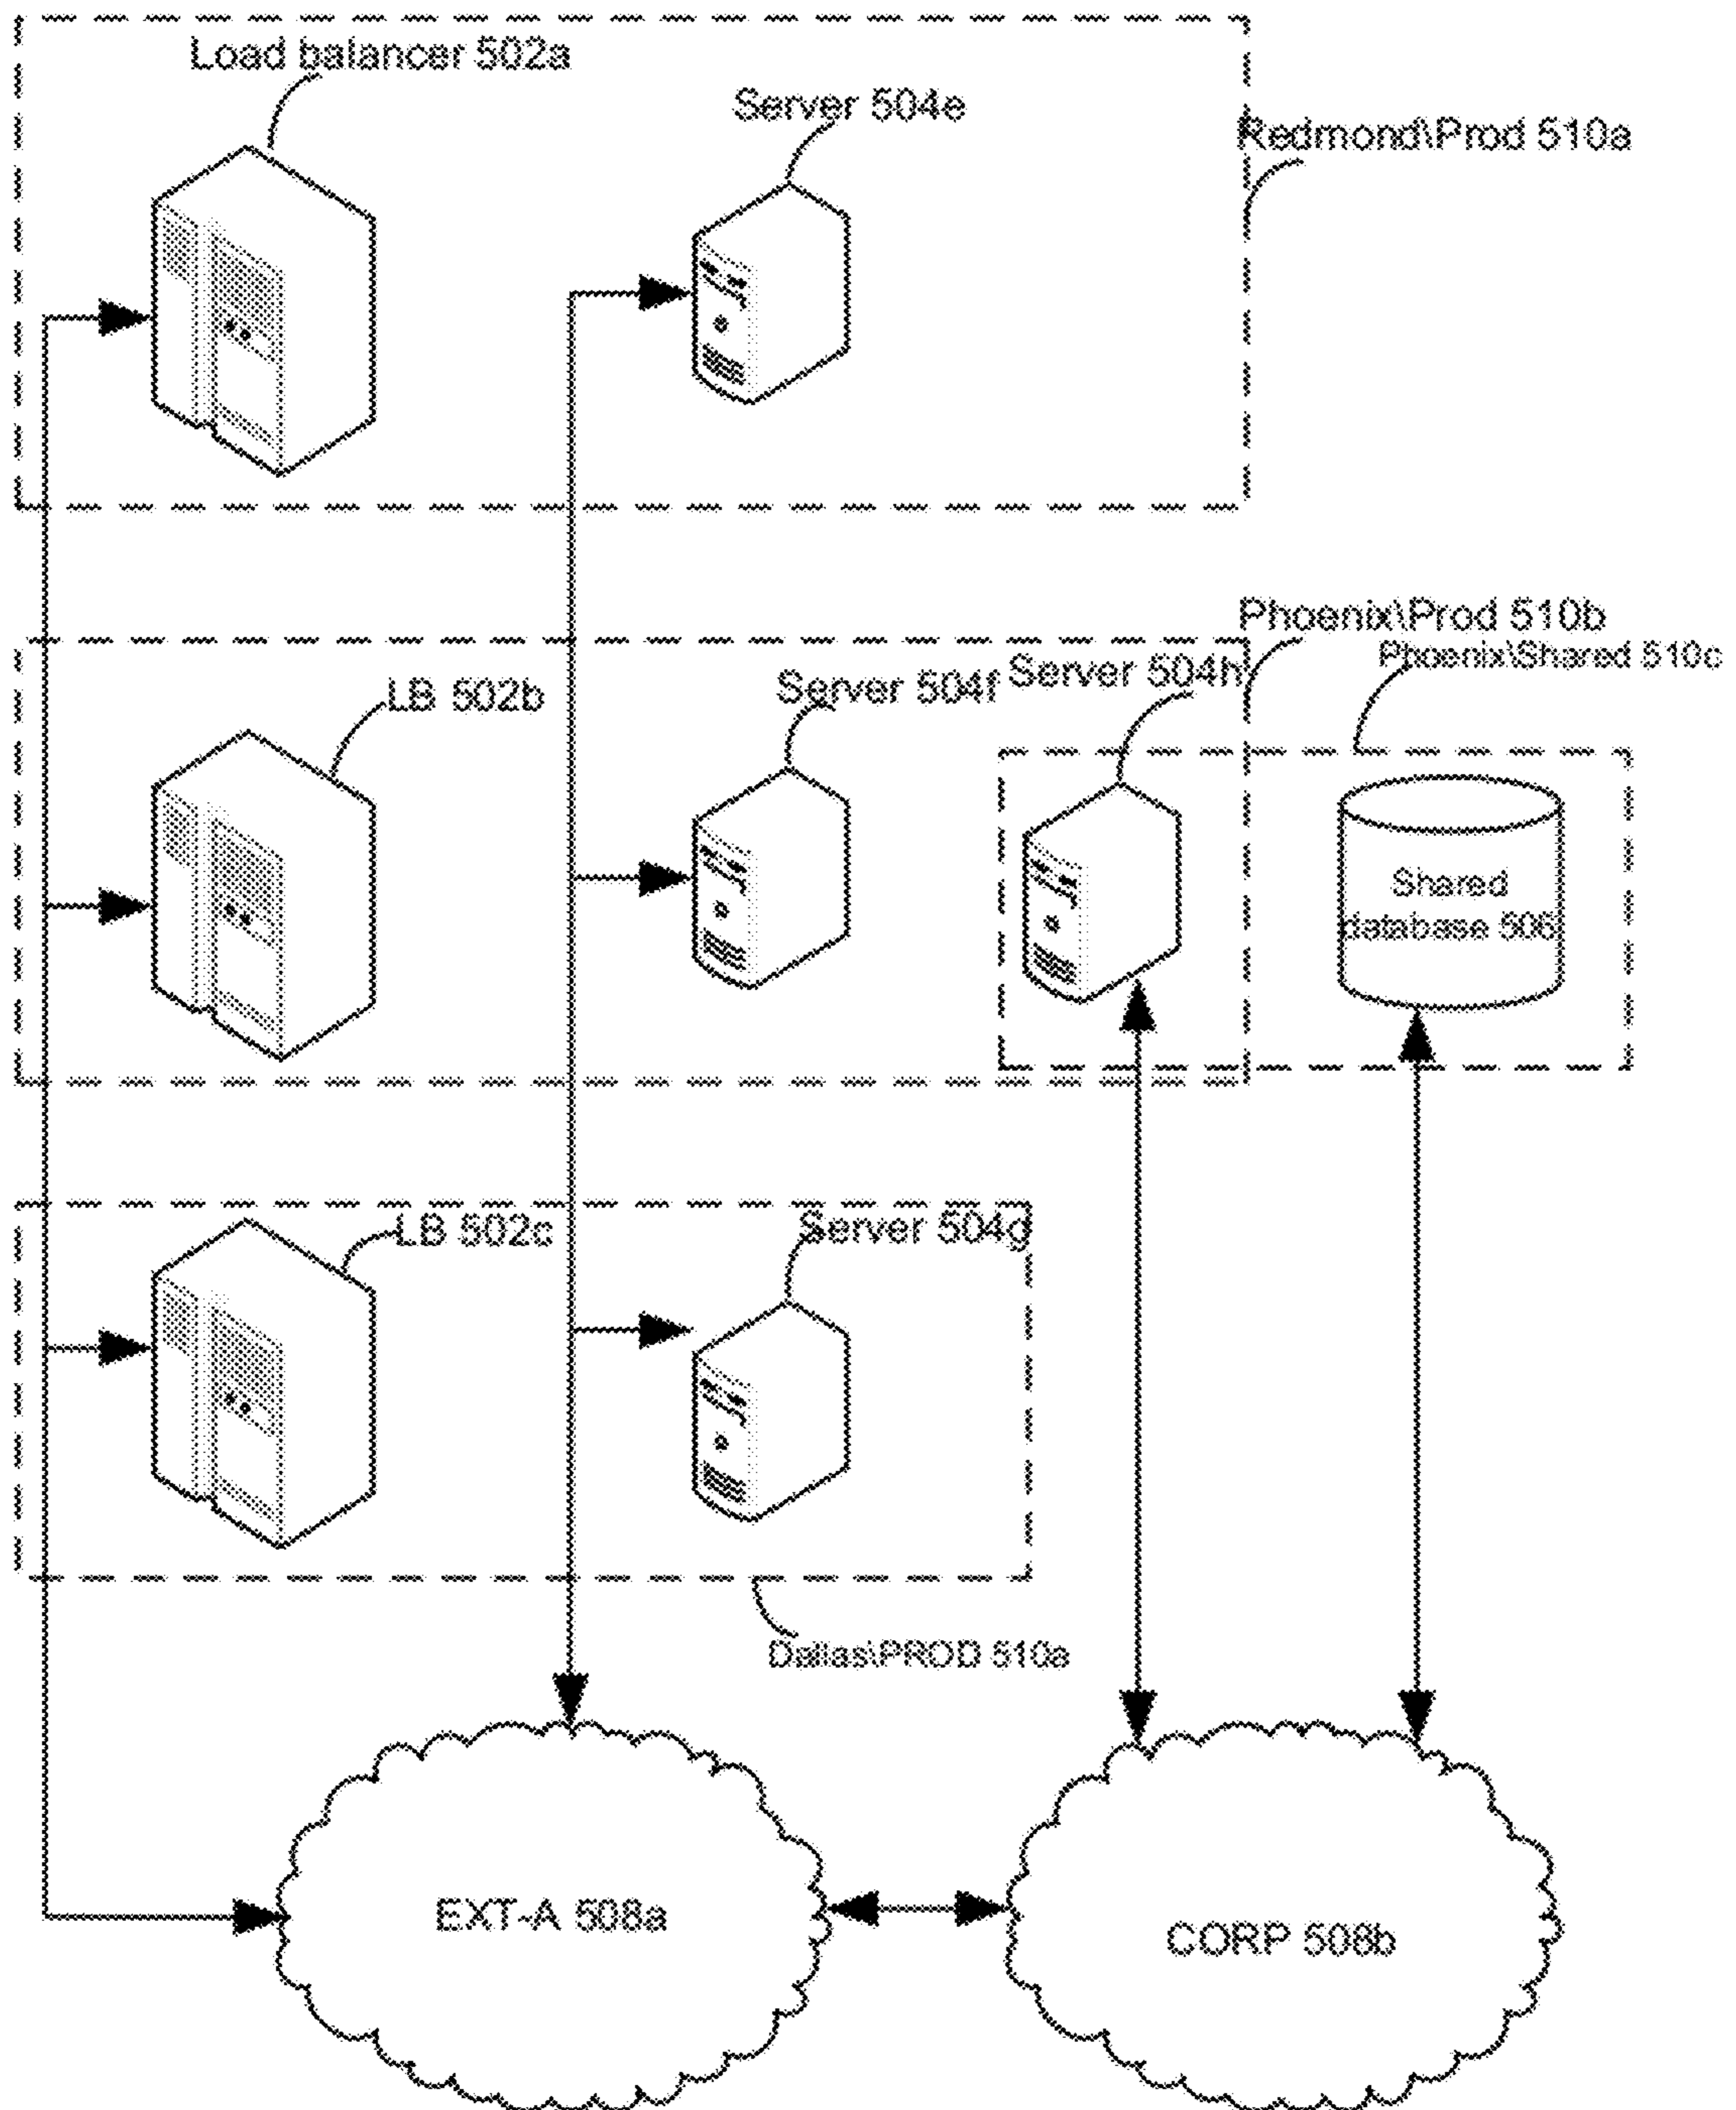 Load balancer 502a
Server 504e
Redmond\Prod 510a
Phoenix\Prod 510b
Phoenix\Shared 510c
LB 502b
Server 504f
Server 504h
Shared
database 506
LB 502c
Server 504g
Dallas\PROD 510a
EXT-A 508a
CORP 508b